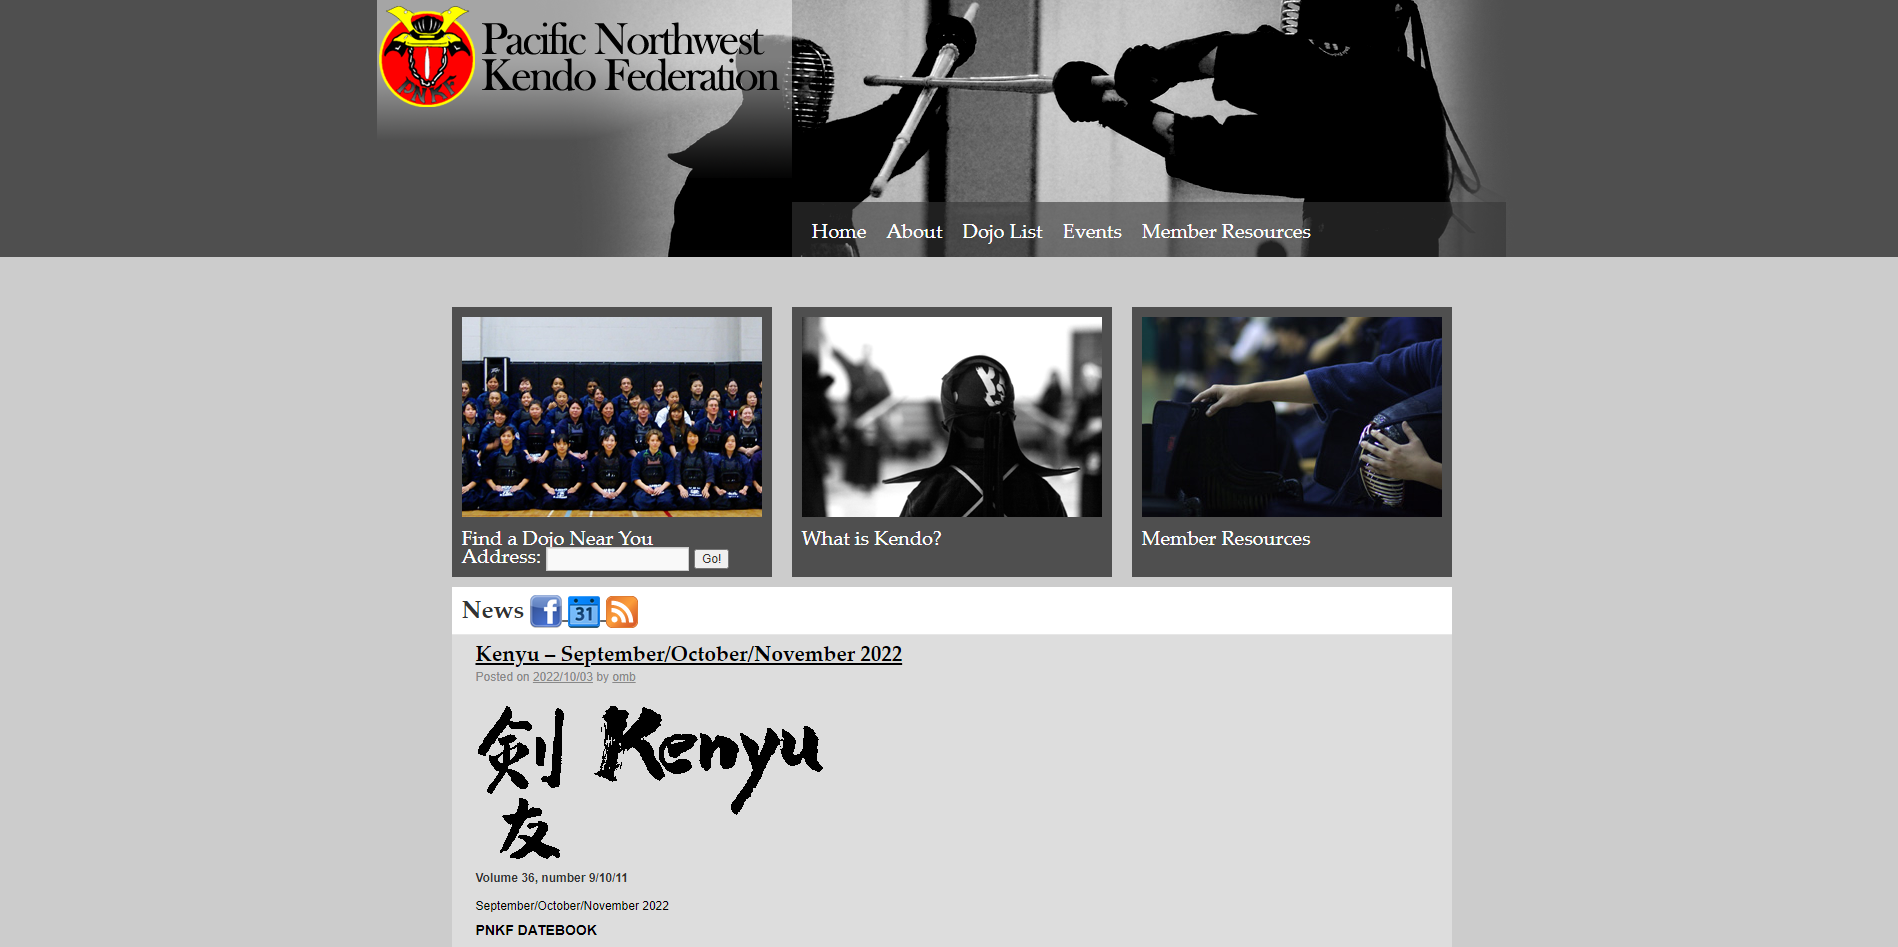 Pacific Northwest
Kendo Federation
PNKF
Home About Dojo List Events Member Resources
Find a Dojo Near You
Address: Go!
What is Kendo?
Member Resources
News f 31
Kenyu – September/October/November 2022
Posted on 2022/10/03 by omb
剣友 Kenyu
Volume 36, number 9/10/11
September/October/November 2022
PNKF DATEBOOK